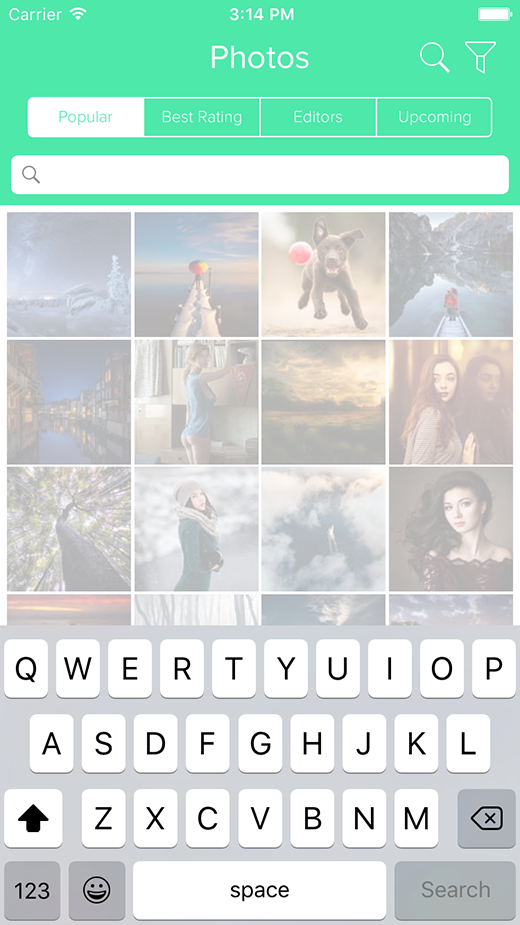 Carrier 3:14 PM
Photos
Popular Best Rating Editors Upcoming
Q W E R T Y U I O P
A S D F G H J K L
Z X C V B N M
123 space Search